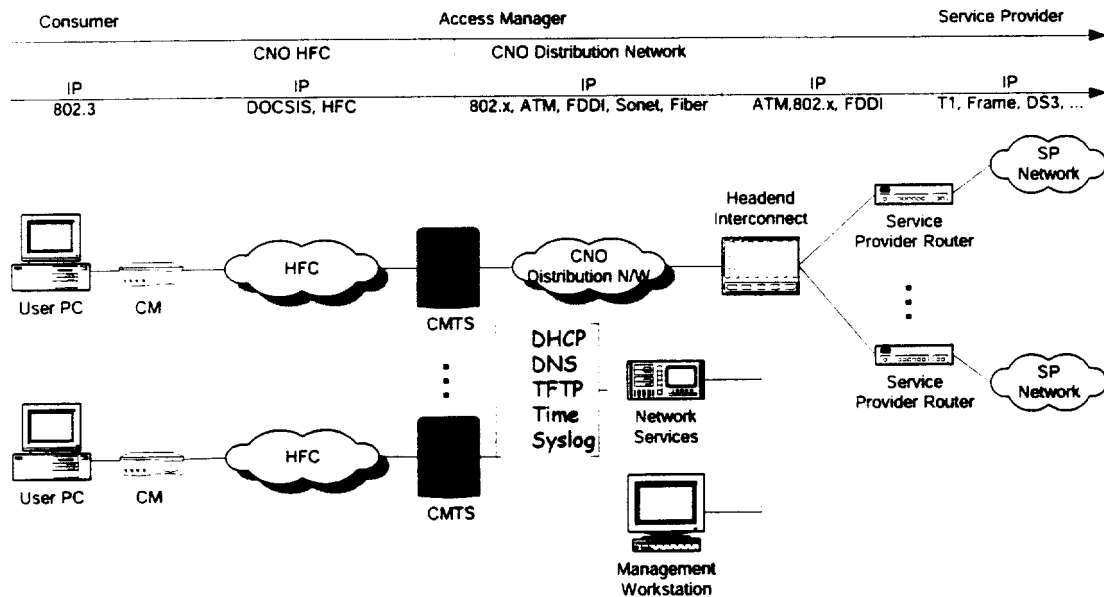 Consumer Access Manager Service Provider
CNO HFC CNO Distribution Network
IP IP IP IP IP
802.3 DOCSIS, HFC 802.x, ATM, FDDI, Sonet, Fiber ATM,802.x, FDDI T1, Frame, DS3, ...
SP
Network
Headend
Interconnect
Service
Provider Router
HFC
CNO
Distribution N/W
User PC CM
CMTS
DHCP
DNS
TFTP
Time
Syslog
Service
Provider Router
SP
Network
Network
Services
HFC
User PC CM
CMTS
Management
Workstation